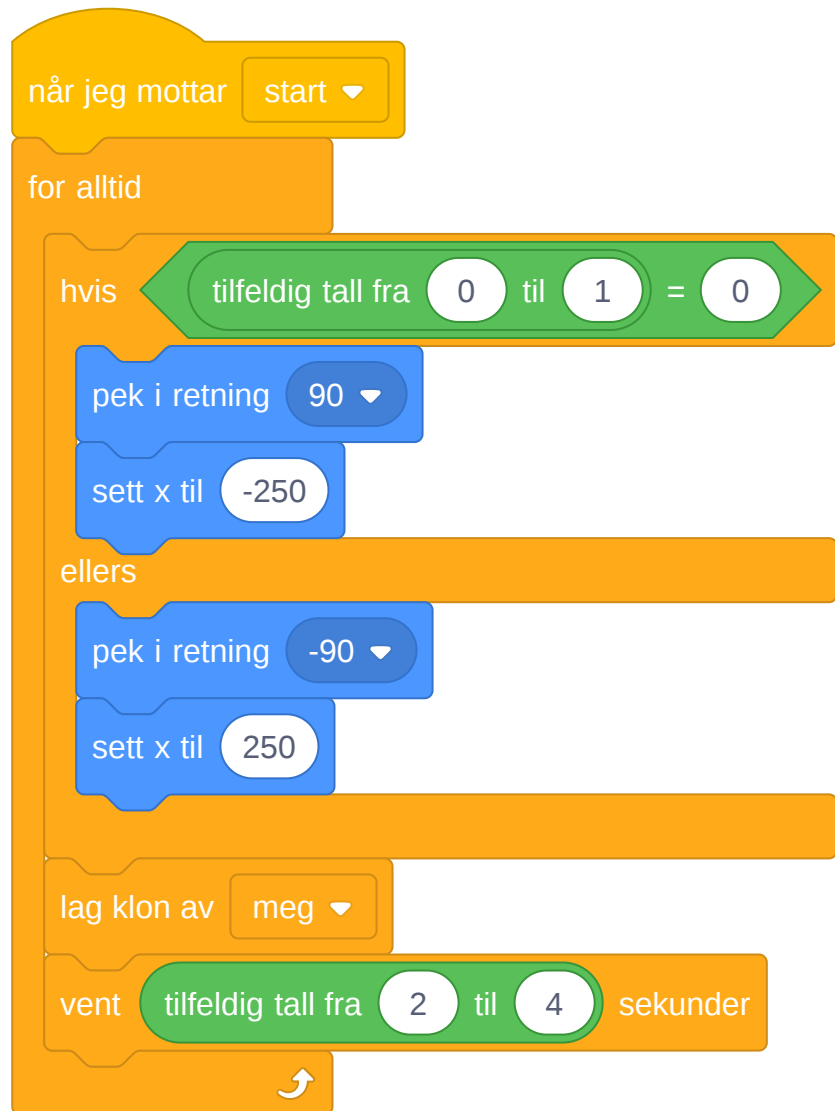 når jeg mottar start
for alltid
hvis tilfeldig tall fra 0 til 1 = 0
pek i retning 90
sett x til -250
ellers
pek i retning -90
sett x til 250
lag klon av meg
vent tilfeldig tall fra 2 til 4 sekunder